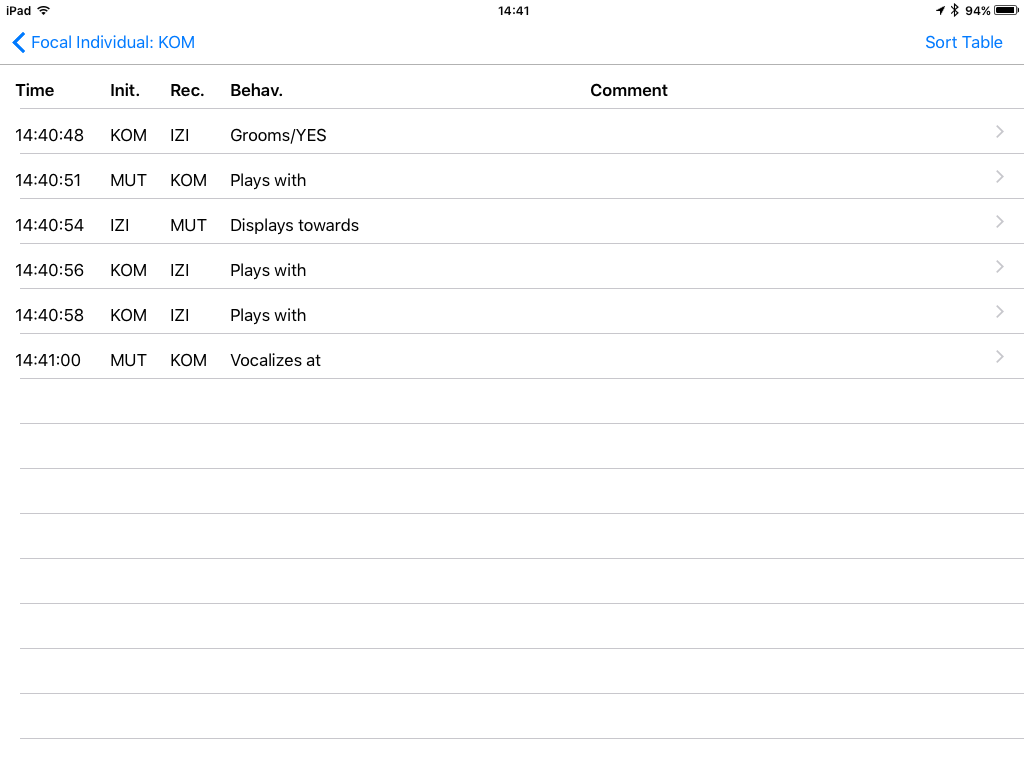 iPad 14:41 94%
Focal Individual: KOM Sort Table
Time Init. Rec. Behav. Comment
14:40:48 KOM IZI Grooms/YES
14:40:51 MUT KOM Plays with
14:40:54 IZI MUT Displays towards
14:40:56 KOM IZI Plays with
14:40:58 KOM IZI Plays with
14:41:00 MUT KOM Vocalizes at